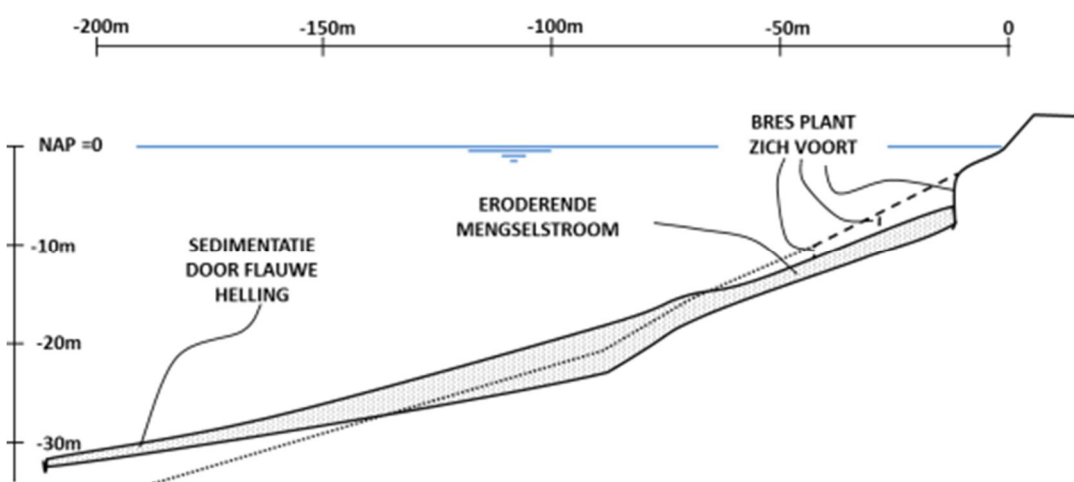 -200m
-150m
-100m
-50m
0
NAP =0
BRES PLANT
ZICH VOORT
ERODERENDE
MENGSELSTROOM
-10m
SEDIMENTATIE
DOOR FLAUWE
HELLING
-20m
-30m